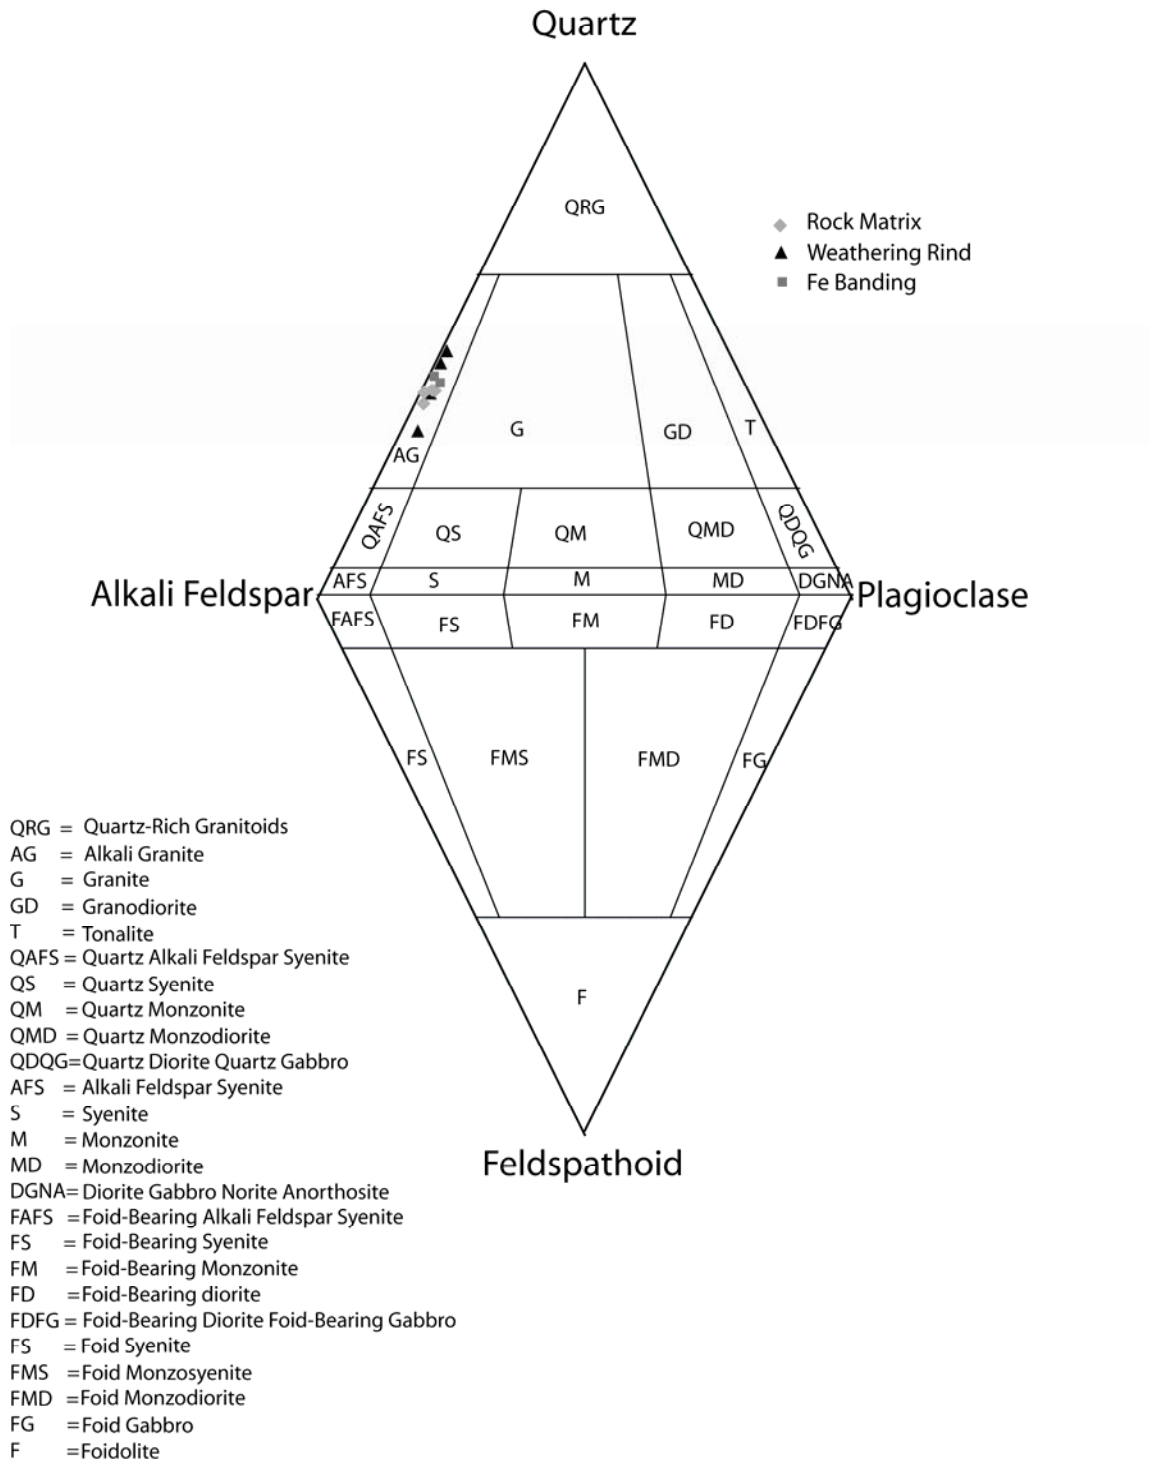 Quartz
QRG
Rock Matrix
Weathering Rind
Fe Banding
G
GD
T
AG
QAFS
QS
QM
QMD
QDQG
AFS
S
M
MD
DGNA
Alkali Feldspar
Plagioclase
FAFS
FS
FM
FD
FDFG
FS
FMS
FMD
FG
F
Feldspathoid
QRG = Quartz-Rich Granitoids
AG = Alkali Granite
G = Granite
GD = Granodiorite
T = Tonalite
QAFS = Quartz Alkali Feldspar Syenite
QS = Quartz Syenite
QM =Quartz Monzonite
QMD =Quartz Monzodiorite
QDQG=Quartz Diorite Quartz Gabbro
AFS = Alkali Feldspar Syenite
S = Syenite
M =Monzonite
MD =Monzodiorite
DGNA=Diorite Gabbro Norite Anorthosite
FAFS =Foid-Bearing Alkali Feldspar Syenite
FS = Foid-Bearing Syenite
FM =Foid-Bearing Monzonite
FD =Foid-Bearing diorite
FDFG = Foid-Bearing Diorite Foid-Bearing Gabbro
FS = Foid Syenite
FMS =Foid Monzosyenite
FMD =Foid Monzodiorite
FG =Foid Gabbro
F =Foidolite